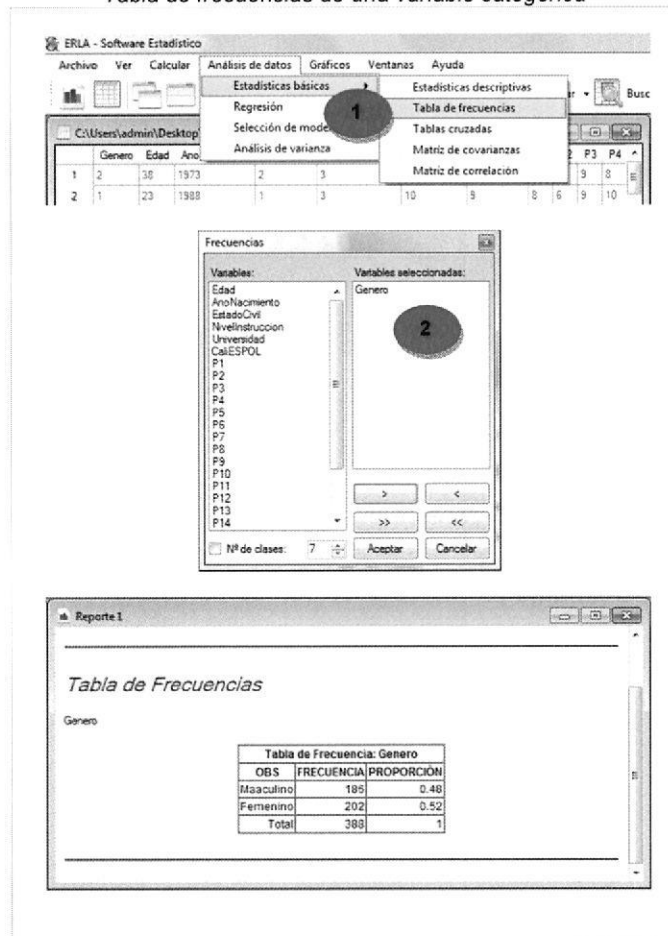 Tabla de frecuencias de una variable categórica
ERLA - Software Estadístico
Archivo Ver Calcular Análisis de datos Gráficos Ventanas Ayuda
Estadísticas básicas
Estadísticas descriptivas
Busc
Regresión
1
Tabla de frecuencias
Selección de
Tablas cruzadas
C:\Users\admin\Desktop
Análisis de varianza
Matriz de covarianzas
Genero Edad Ano
Matriz de correlación
P3 P4
1 2 38 1973 2 3 9 8
2 1 23 1988 1 3 10 9 8 6 9 10
Frecuencias
Variables: Variables seleccionadas:
Edad Genero
AnoNacimiento
EstadoCivil
NivelInstruccion 2
Universidad
CaliESPOL
P1
P2
P3
P4
P5
P6
P7
P8
P9
P10
P11
P12 > <
P13
P14 >> <<
Nº de clases: 7 Aceptar Cancelar
Reporte 1
Tabla de Frecuencias
Genero
Tabla de Frecuencia: Genero
OBS FRECUENCIA PROPORCIÓN
Maaculino 186 0.48
Femenino 202 0.52
Total 388 1